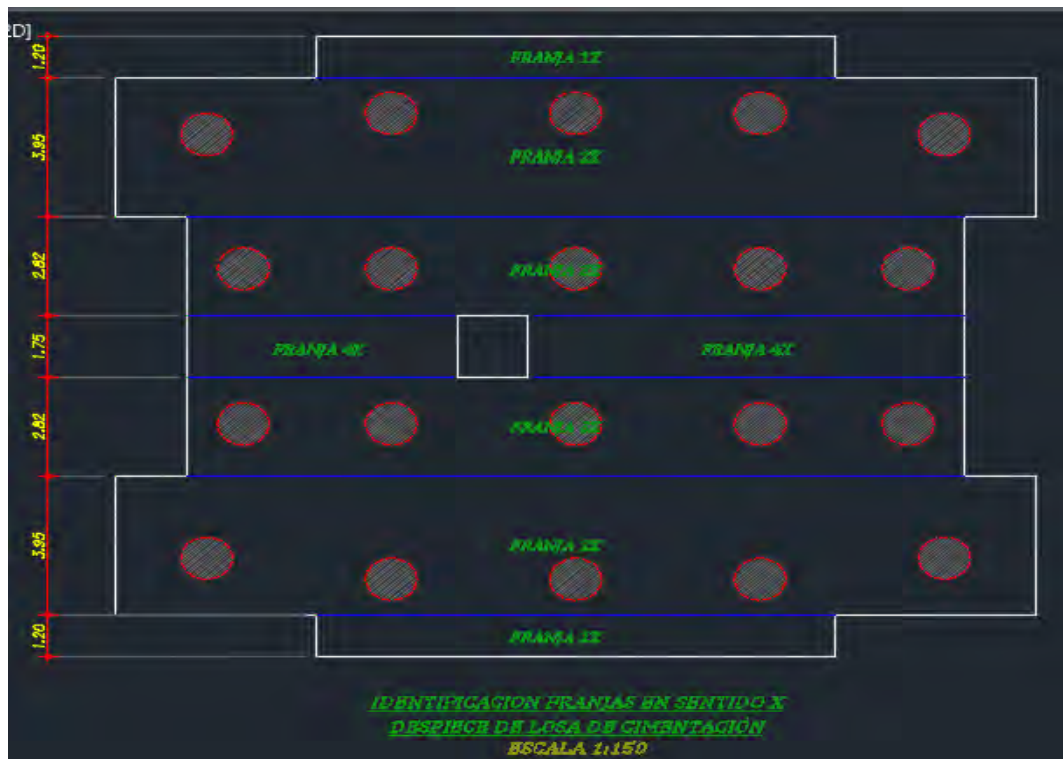 2D]
1.20
FRANJA 1X
3.95
FRANJA 2X
2.82
FRANJA 3X
1.75
FRANJA 4X
FRANJA 4X
2.82
FRANJA 3X
3.95
FRANJA 2X
1.20
FRANJA 1X
IDENTIFICACION FRANJAS EN SENTIDO X
DESPIECE DE LOSA DE CIMENTACIÓN
ESCALA 1:150